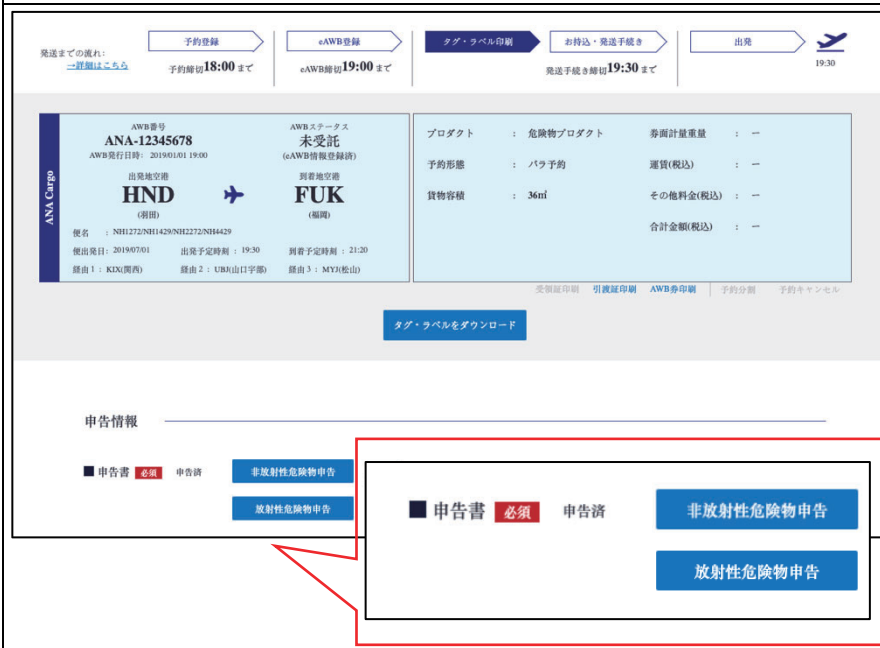 発送までの流れ:
→詳細はこちら
予約登録
予約締切18:00まで
eAWB登録
eAWB締切19:00まで
タグ・ラベル印刷
お持込・発送手続き
発送手続き締切19:30まで
出発
19:30
ANA Cargo
AWB番号
ANA-12345678
AWB発行日時: 2019/01/01 19:00
AWBステータス
未受託
(eAWB情報登録済)
出発地空港
HND
(羽田)
到着地空港
FUK
(福岡)
便名 : NH1272/NH1429/NH2272/NH4429
便出発日: 2019/07/01 出発予定時刻 : 19:30 到着予定時刻 : 21:20
経由1 : KIX(関西) 経由2 : UBJ(山口宇部) 経由3 : MYJ(松山)
プロダクト : 危険物プロダクト
予約形態 : バラ予約
貨物容積 : 36㎥
券面計量重量 : ー
運賃(税込) : ー
その他料金(税込) : ー
合計金額(税込) : ー
受領証印刷 引渡証印刷 AWB券印刷 予約分割 予約キャンセル
タグ・ラベルをダウンロード
申告情報
■ 申告書 必須 申告済 非放射性危険物申告
放射性危険物申告
■ 申告書 必須 申告済 非放射性危険物申告
放射性危険物申告